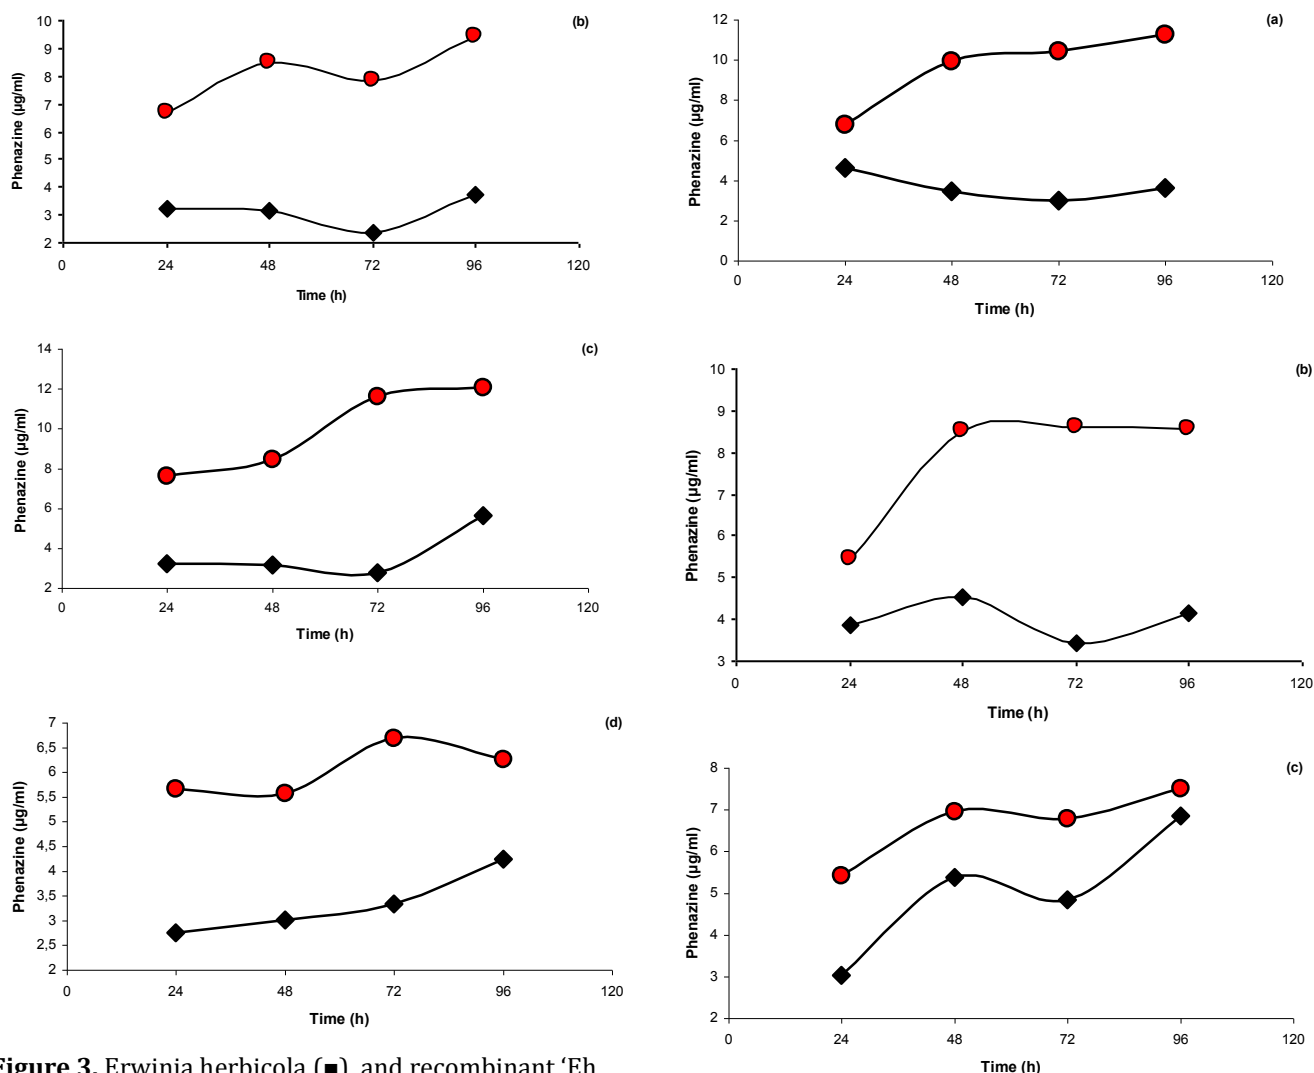 (b)
10
9
8
7
6
5
4
3
2
0 24 48 72 96 120
Phenazine (µg/ml)
Time (h)
(c)
14
12
10
8
6
4
2
0 24 48 72 96 120
Phenazine (µg/ml)
Time (h)
(d)
7
6,5
6
5,5
5
4,5
4
3,5
3
2,5
2
0 24 48 72 96 120
Phenazine (µg/ml)
Time (h)
Figure 3. Erwinia herbicola (■) and recombinant ‘Eh
(a)
12
10
8
6
4
2
0
0 24 48 72 96 120
Phenazine (µg/ml)
Time (h)
(b)
10
9
8
7
6
5
4
3
0 24 48 72 96 120
Phenazine (µg/ml)
Time (h)
(c)
8
7
6
5
4
3
2
0 24 48 72 96 120
Phenazine (µg/ml)
Time (h)